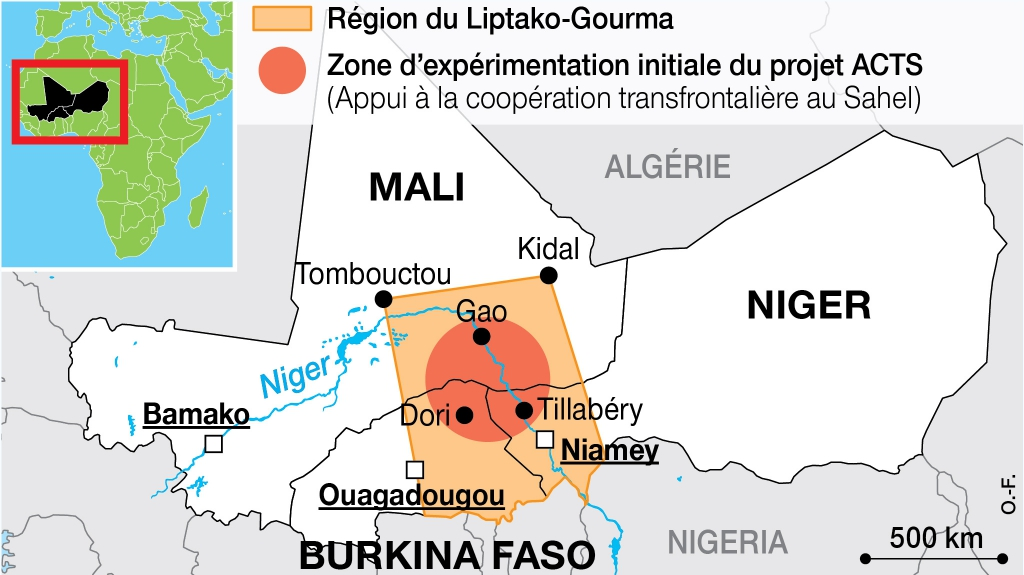 Région du Liptako-Gourma
Zone d'expérimentation initiale du projet ACTS
(Appui à la coopération transfrontalière au Sahel)
ALGÉRIE
MALI
Kidal
Tombouctou
Gao
NIGER
Niger
Bamako
Dori
Tillabéry
Niamey
Ouagadougou
O.-F.
NIGERIA
500 km
BURKINA FASO